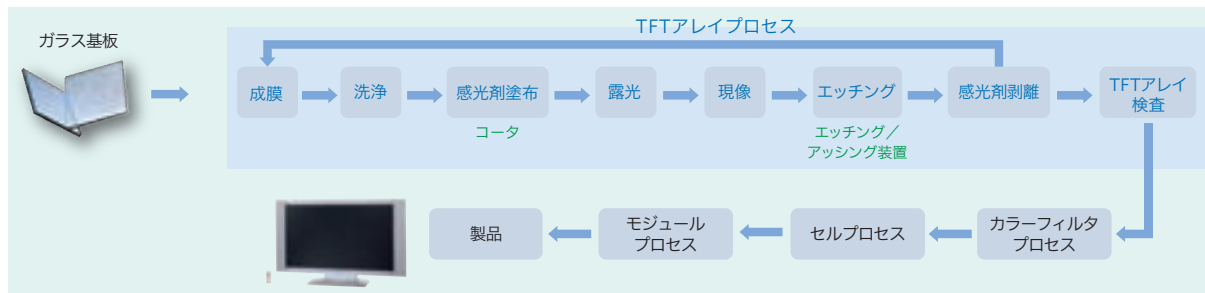 TFTアレイプロセス
ガラス基板
成膜
洗浄
感光剤塗布
露光
現像
エッチング
感光剤剥離
TFTアレイ
検査
コータ
エッチング／
アッシング装置
カラーフィルタ
プロセス
セルプロセス
モジュール
プロセス
製品